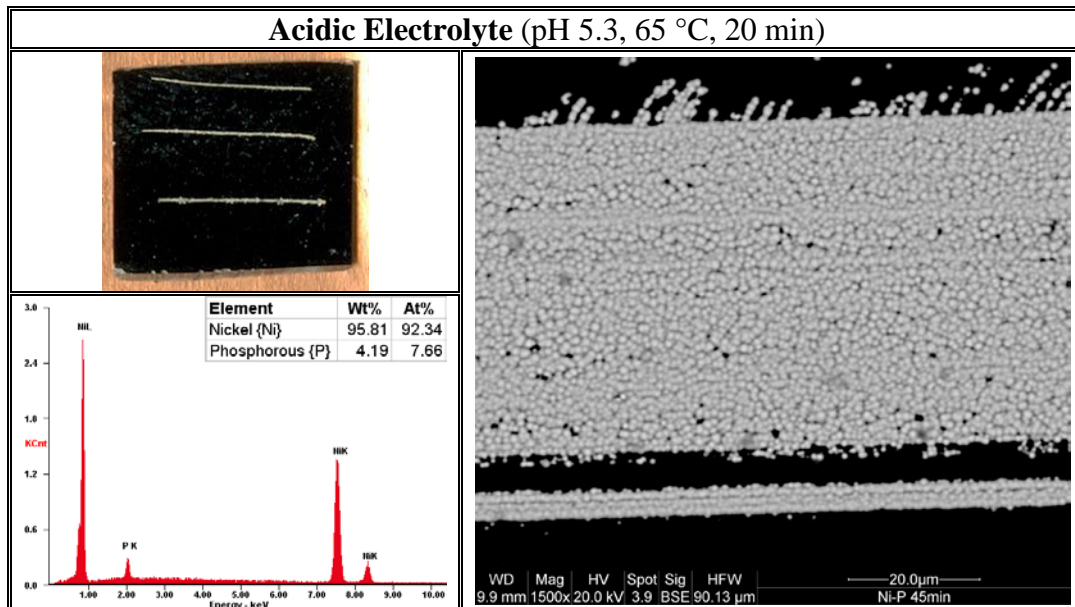 Acidic Electrolyte (pH 5.3, 65 °C, 20 min)
Element Wt% At%
Nickel {Ni} 95.81 92.34
Phosphorous {P} 4.19 7.66
3.0
2.4
1.8
KCnt
1.2
0.6
0.0
NiL
P K
NiK
NiK
1.00 2.00 3.00 4.00 5.00 6.00 7.00 8.00 9.00 10.00
Energy - keV
WD Mag HV Spot Sig HFW 20.0µm
9.9 mm 1500x 20.0 kV 3.9 BSE 90.13 µm Ni-P 45min